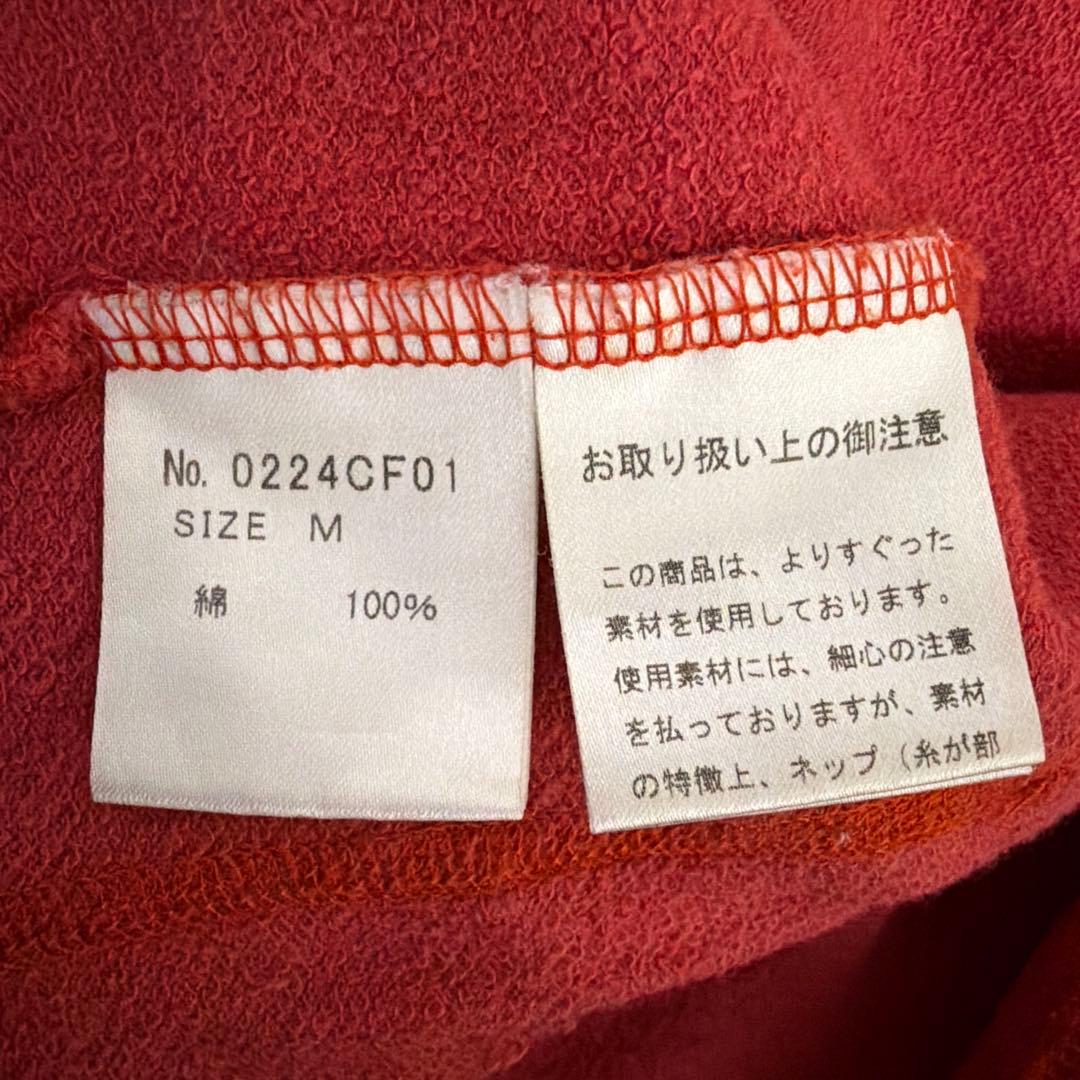 No. 0224CF01
SIZE M
綿 100%
お取り扱い上の御注意
この商品は、よりすぐった
素材を使用しております。
使用素材には、細心の注意
を払っておりますが、素材
の特徴上、ネップ（糸が部